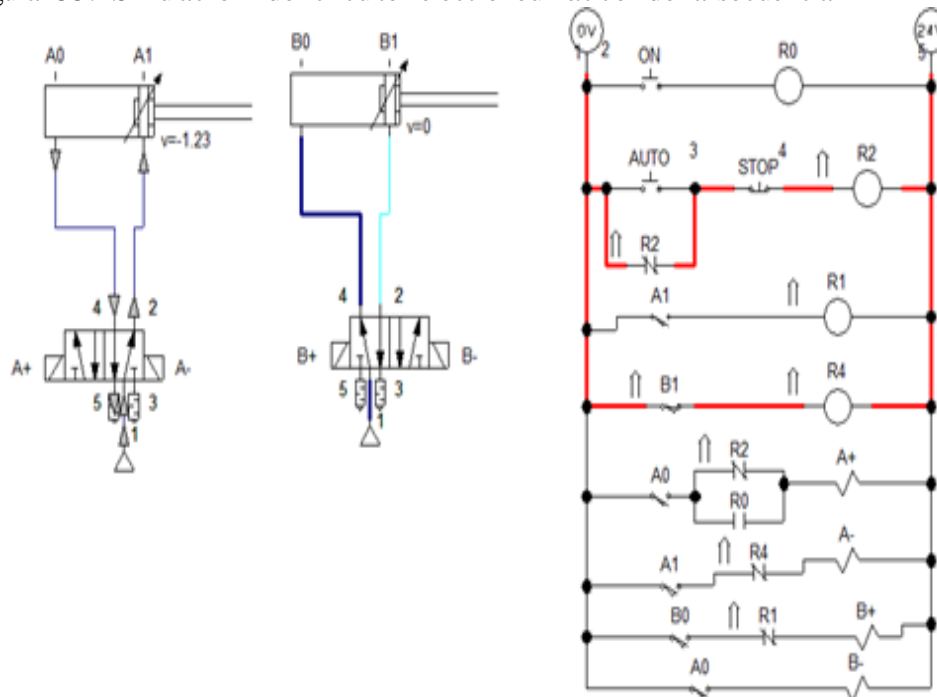 0V
24V
1
2
5
ON
R0
A0
A1
B0
B1
v=-1.23
v=0
AUTO
3
STOP
4
R2
R2
A1
R1
4
2
A+
A-
5
3
1
4
2
B+
B-
5
3
1
B1
R4
A0
R2
R0
A+
A1
R4
A-
B0
R1
B+
A0
B-